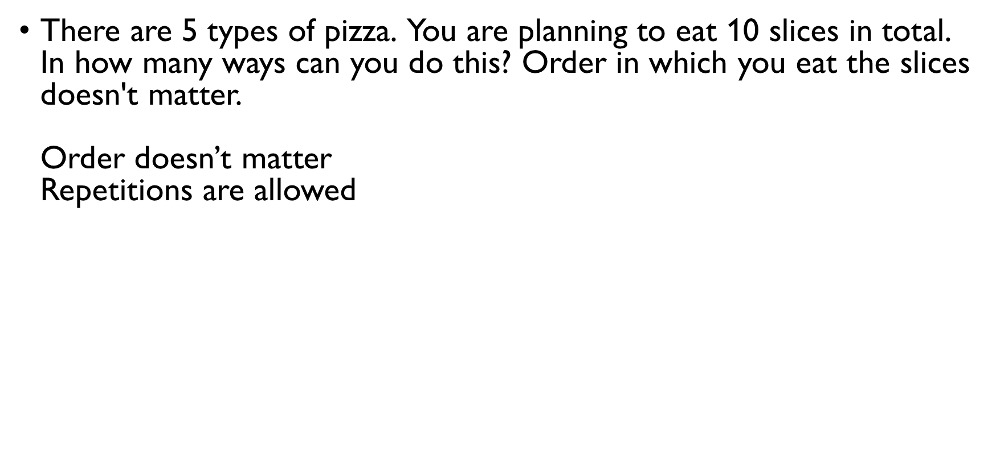 • There are 5 types of pizza. You are planning to eat 10 slices in total.
In how many ways can you do this? Order in which you eat the slices
doesn't matter.
Order doesn’t matter
Repetitions are allowed